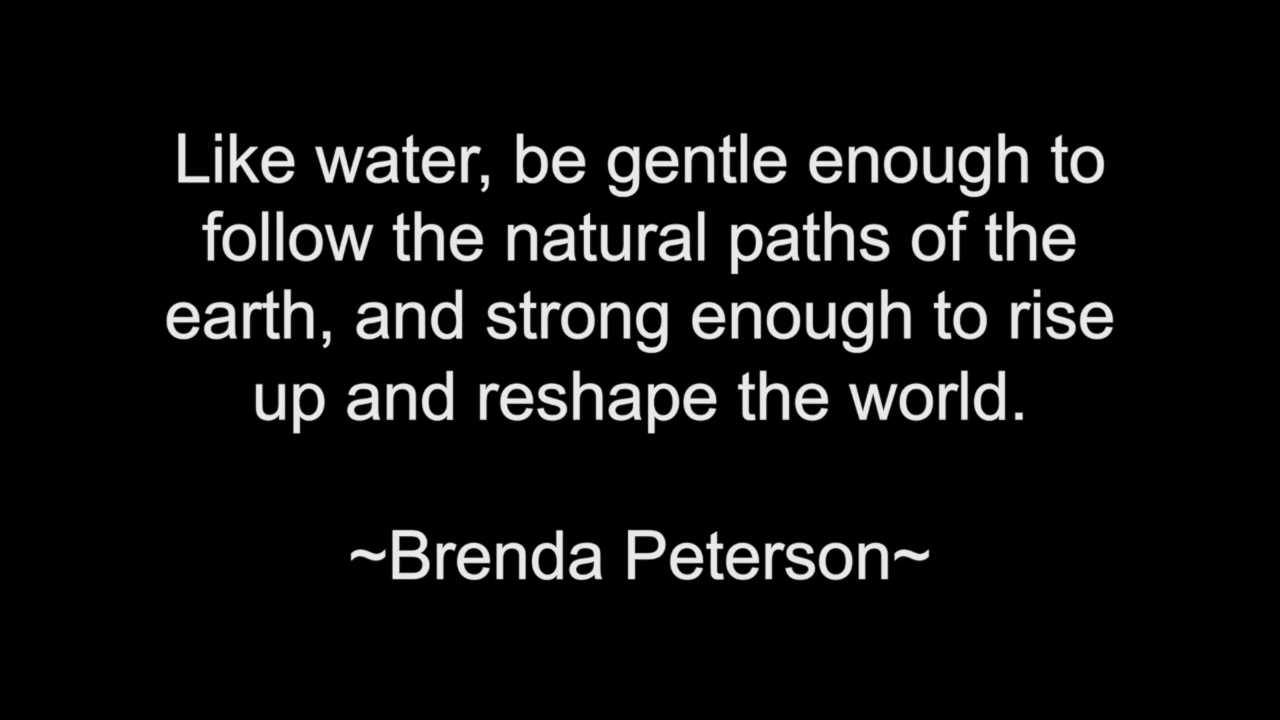 Like water, be gentle enough to
follow the natural paths of the
earth, and strong enough to rise
up and reshape the world.
~Brenda Peterson~